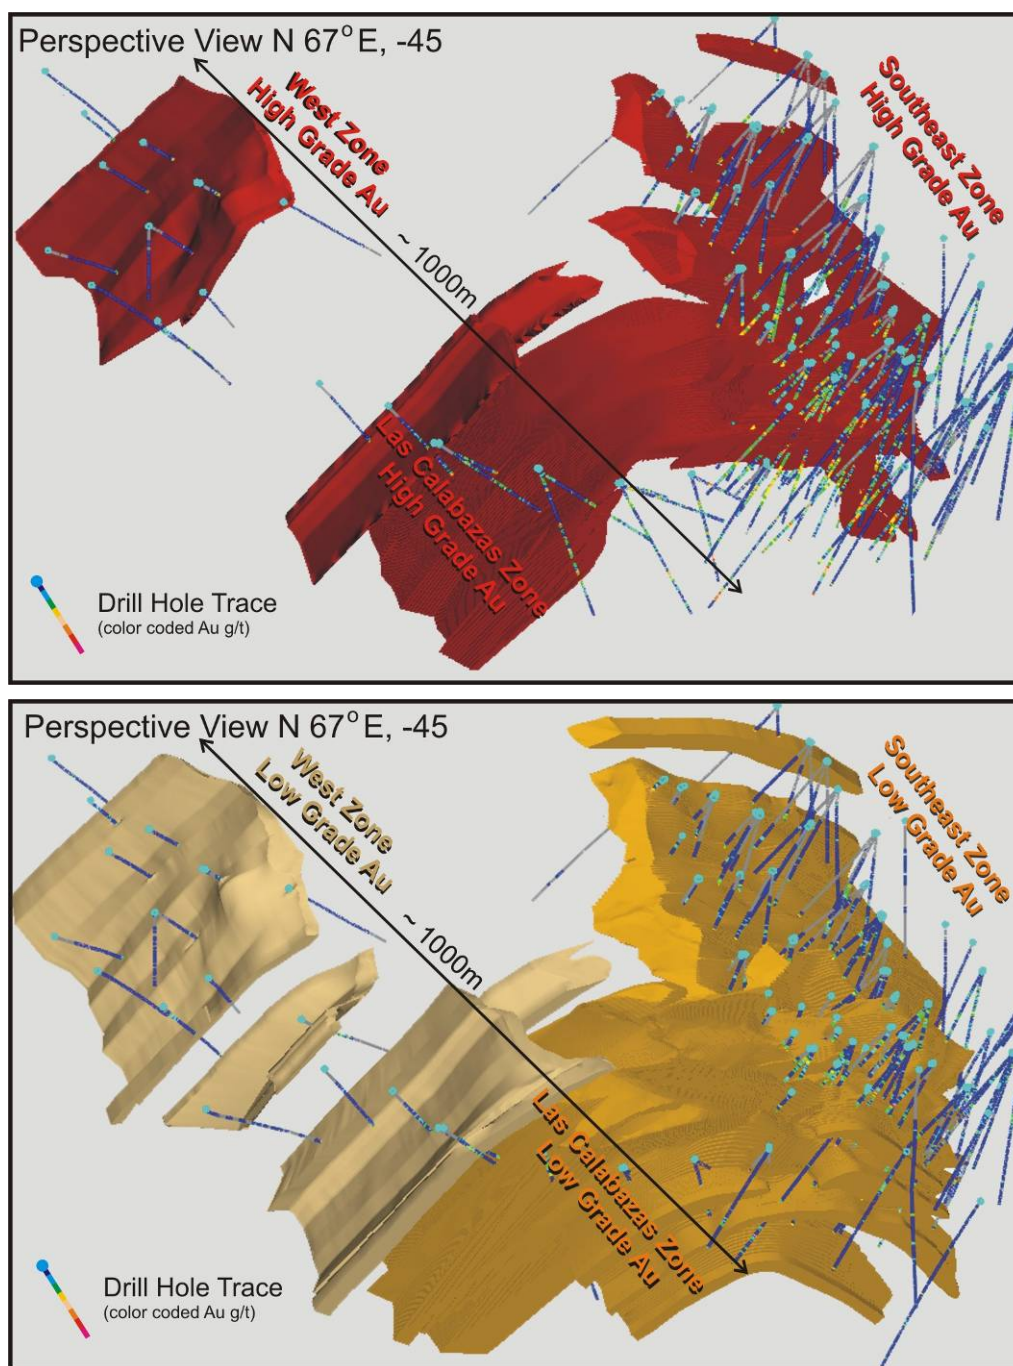 Perspective View N 67°E, -45
West Zone
High Grade Au
Southeast Zone
High Grade Au
~ 1000m
Las Calabazas Zone
High Grade Au
Drill Hole Trace
(color coded Au g/t)
Perspective View N 67°E, -45
West Zone
Low Grade Au
Southeast Zone
Low Grade Au
~ 1000m
Las Calabazas Zone
Low Grade Au
Drill Hole Trace
(color coded Au g/t)